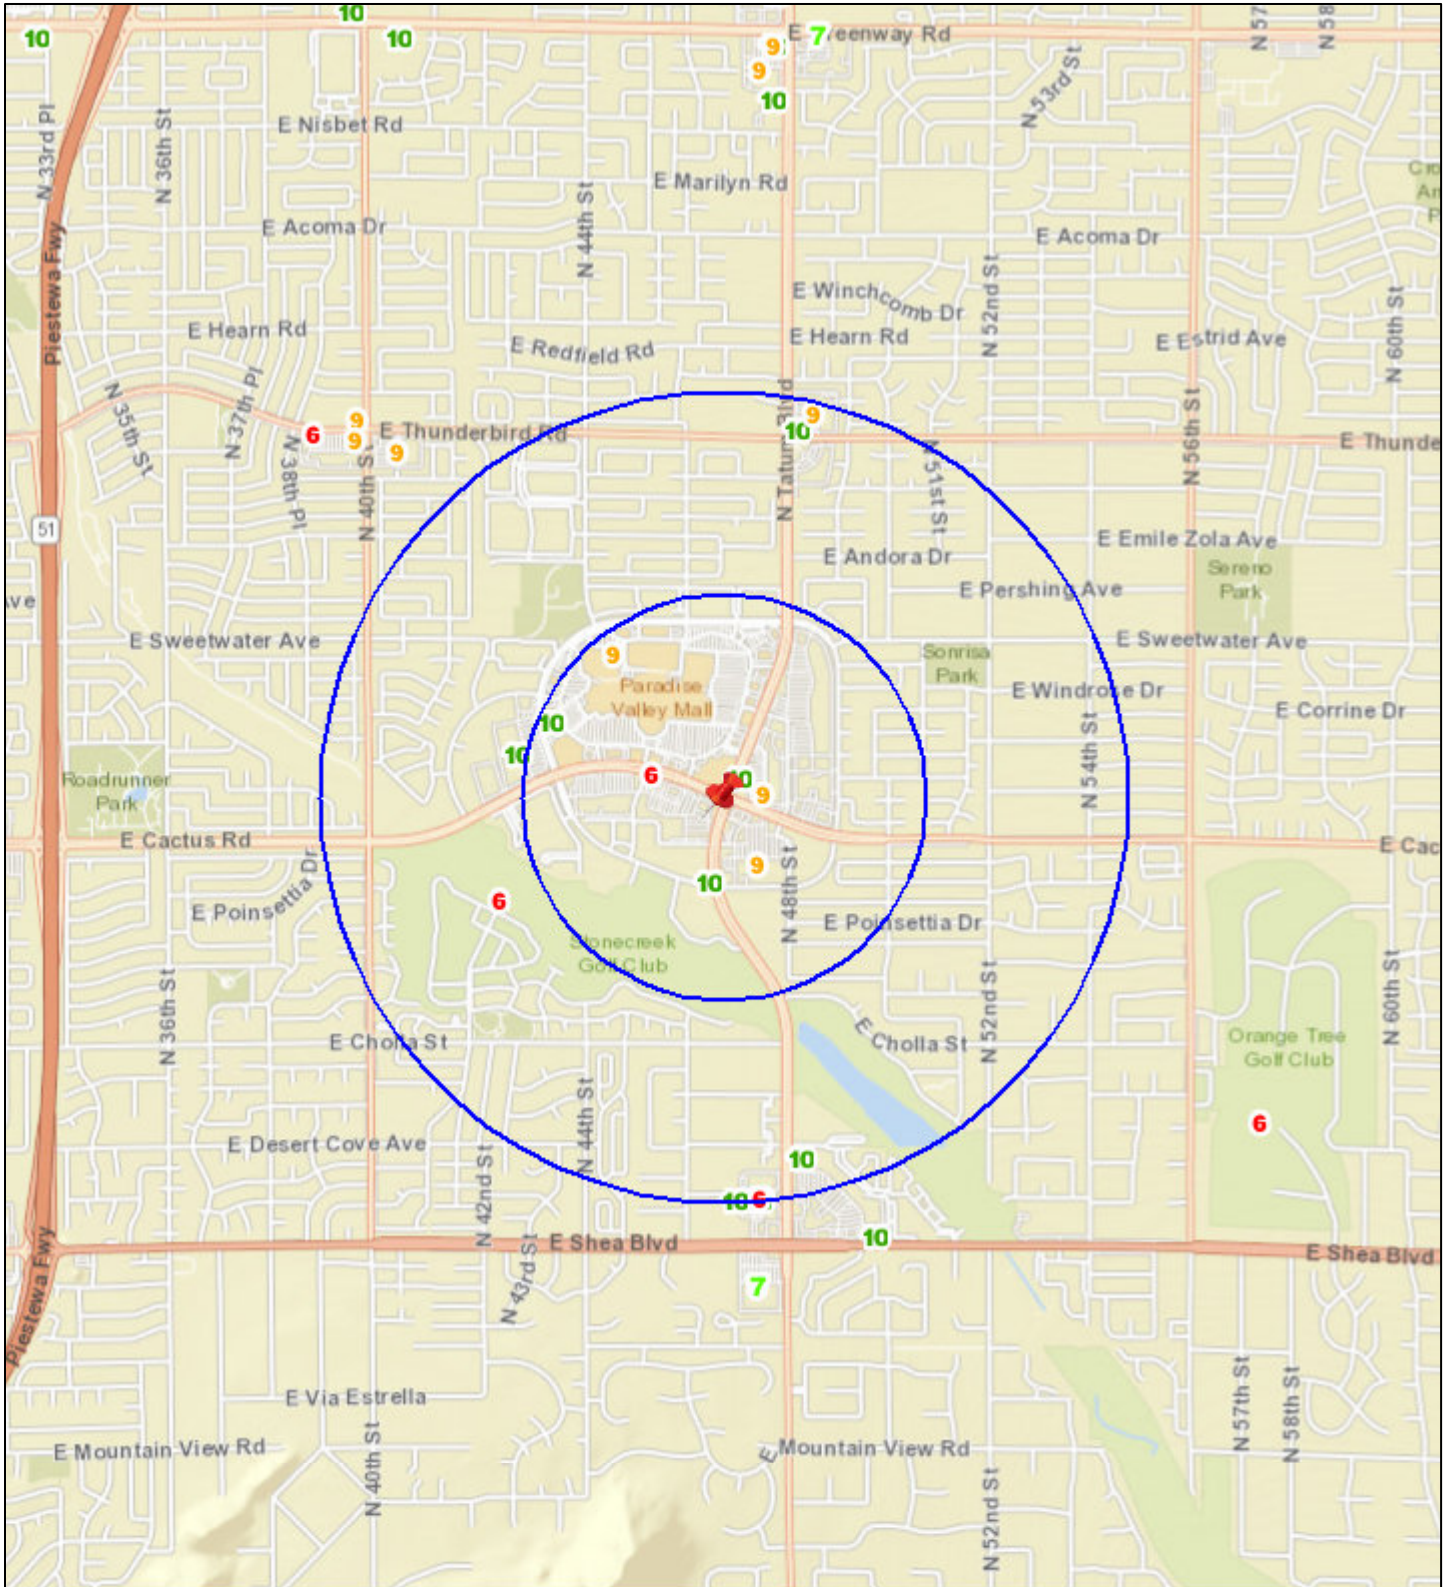 10
10
10
9
E Greenway Rd
7
9
10
N 57
N 58
N 53rd St
N 33rd Pl
N 36th St
E Nisbet Rd
E Marilyn Rd
N 44th St
E Acoma Dr
E Acoma Dr
Piestewa Fwy
E Winchcomb Dr
N 52nd St
E Hearn Rd
E Redfield Rd
E Hearn Rd
E Estrid Ave
N 60th St
N 35th St
N 37th Pl
6
9
9
9
E Thunderbird Rd
N Tatum Blvd
9
10
N 56th St
E Thunde
N 38th Pl
N 40th St
N 51st St
51
E Andora Dr
E Emile Zola Ave
Sereno
Park
E Pershing Ave
ve
E Sweetwater Ave
E Sweetwater Ave
Sonrisa
Park
9
Paradise
Valley Mall
E Windrose Dr
E Corrine Dr
10
10
6
10
9
N 54th St
Roadrunner
Park
E Cactus Rd
E Cac
E Poinsettia Dr
9
10
N 48th St
6
E Poinsettia Dr
Stonecreek
Golf Club
N 36th St
N 52nd St
N 60th St
E Cholla St
E Cholla St
Orange Tree
Golf Club
6
N 44th St
E Desert Cove Ave
N 42nd St
10
10
6
10
E Shea Blvd
E Shea Blvd
Piestewa Fwy
N 43rd St
7
E Via Estrella
N 57th St
N 58th St
E Mountain View Rd
N 40th St
E Mountain View Rd
N 52nd St